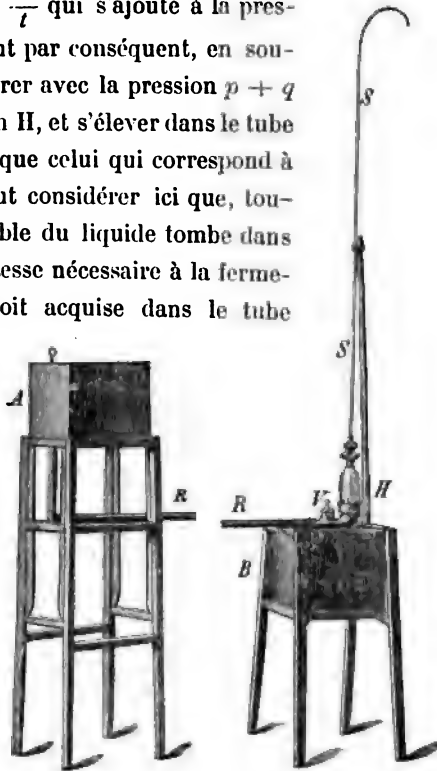 — t qui s'ajoute à la pres-
nt par conséquent, en sou-
rer avec la pression p + q
n H, et s'élever dans le tube
que celui qui correspond à
ut considérer ici que, tou-
ble du liquide tombe dans
esse nécessaire à la ferme-
oit acquise dans le tube
S
S
A
R
R
V
H
B